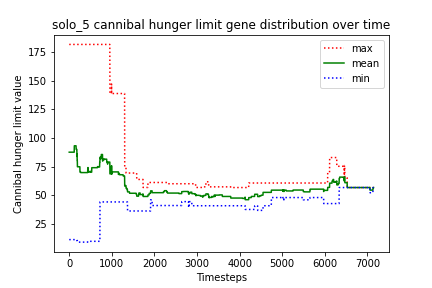 solo_5 cannibal hunger limit gene distribution over time
max
mean
min
Cannibal hunger limit value
175
150
125
100
75
50
25
0
1000
2000
3000
4000
5000
6000
7000
Timesteps